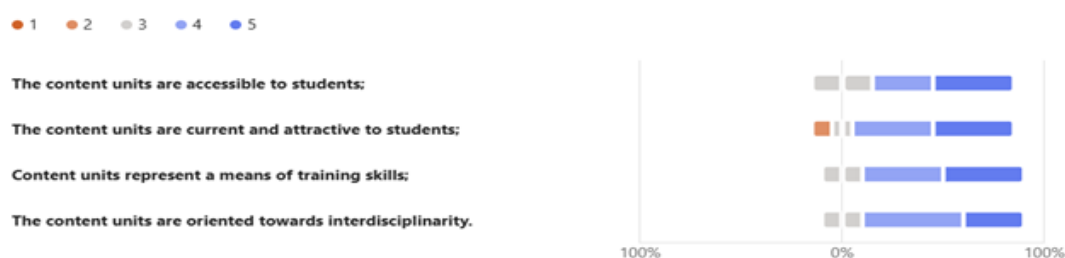 1 2 3 4 5
The content units are accessible to students;
The content units are current and attractive to students;
Content units represent a means of training skills;
The content units are oriented towards interdisciplinarity.
100% 0% 100%